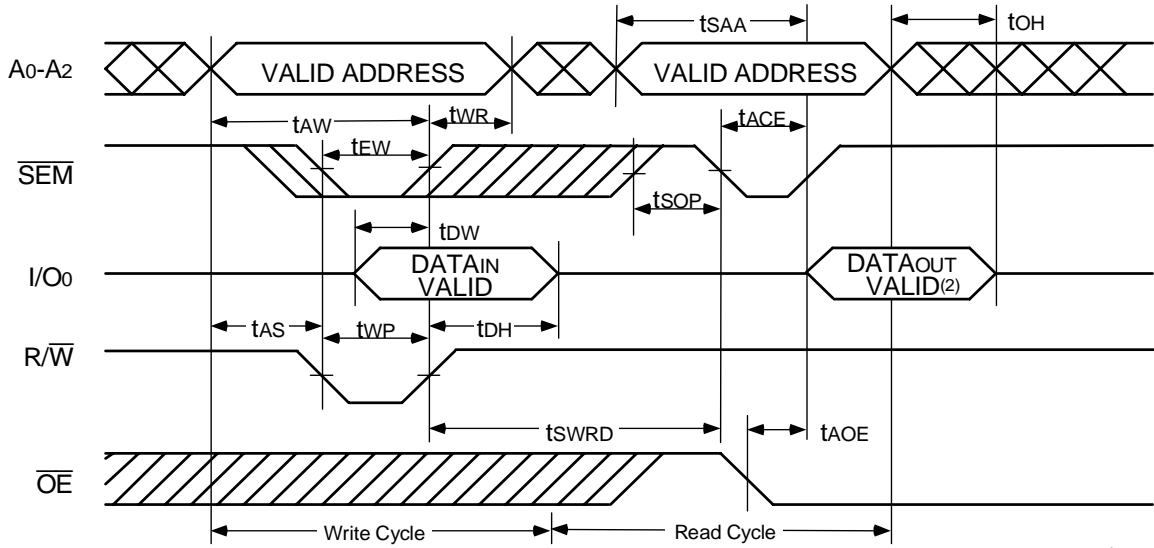 tSAA
tOH
A0-A2
VALID ADDRESS
VALID ADDRESS
tAW
tWR
tACE
tEW
SEM
tSOP
tDW
I/O0
DATAIN
VALID
DATAOUT
VALID(2)
tAS
tWP
tDH
R/W
tSWRD
tAOE
OE
Write Cycle
Read Cycle